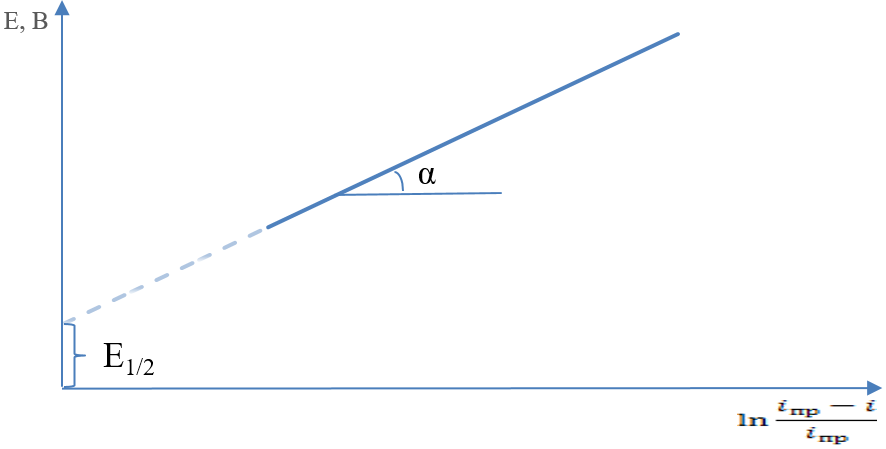 E, В
α
E1/2
ln (iпр − i)/iпр